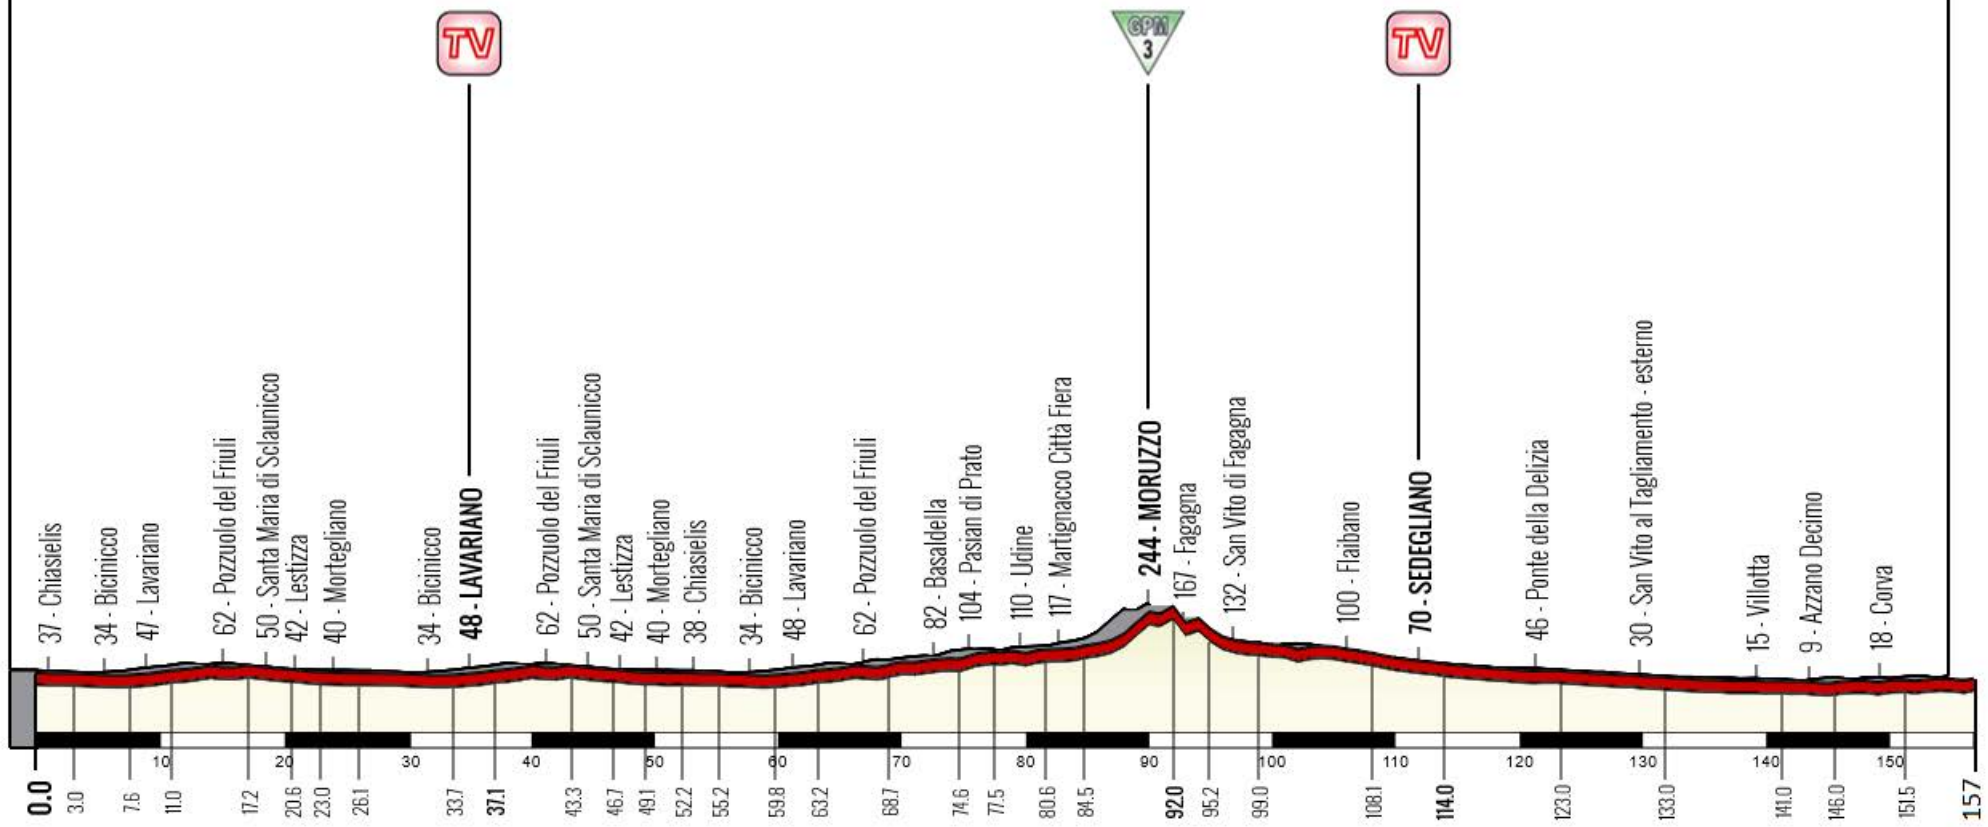 TV
GPM
3
TV
37 - Chiasielis
34 - Bicinicco
47 - Lavariano
62 - Pozzuolo del Friuli
50 - Santa Maria di Sclaunicco
42 - Lestizza
40 - Mortegliano
34 - Bicinicco
48 - LAVARIANO
62 - Pozzuolo del Friuli
50 - Santa Maria di Sclaunicco
42 - Lestizza
40 - Mortegliano
38 - Chiasielis
34 - Bicinicco
48 - Lavariano
62 - Pozzuolo del Friuli
82 - Basaldella
104 - Pasian di Prato
110 - Udine
117 - Martignacco Città Fiera
244 - MORUZZO
167 - Fagagna
132 - San Vito di Fagagna
100 - Flaibano
70 - SEDEGLIANO
46 - Ponte della Delizia
30 - San Vito al Tagliamento - esterno
15 - Villotta
9 - Azzano Decimo
18 - Corva
10
20
30
40
50
60
70
80
90
100
110
120
130
140
150
0.0
3.0
7.6
11.0
17.2
20.6
23.0
26.1
33.7
37.1
43.3
46.7
49.1
52.2
55.2
59.8
63.2
68.7
74.6
77.5
80.6
84.5
92.0
95.2
99.0
108.1
114.0
123.0
133.0
141.0
146.0
151.5
157